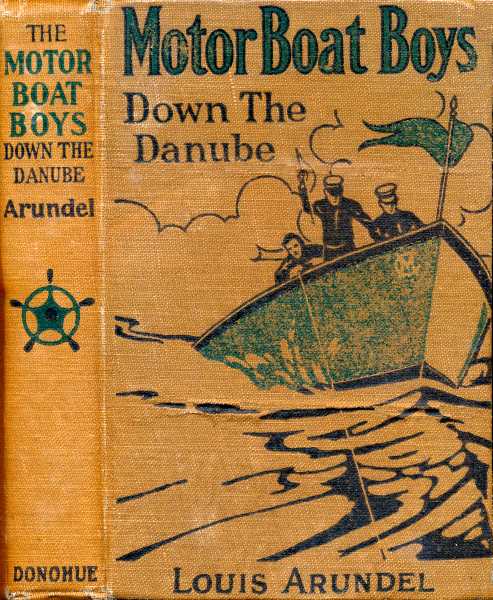 THE
MOTOR
BOAT
BOYS
DOWN THE
DANUBE
Arundel
DONOHUE
Motor Boat Boys
Down The
Danube
LOUIS ARUNDEL